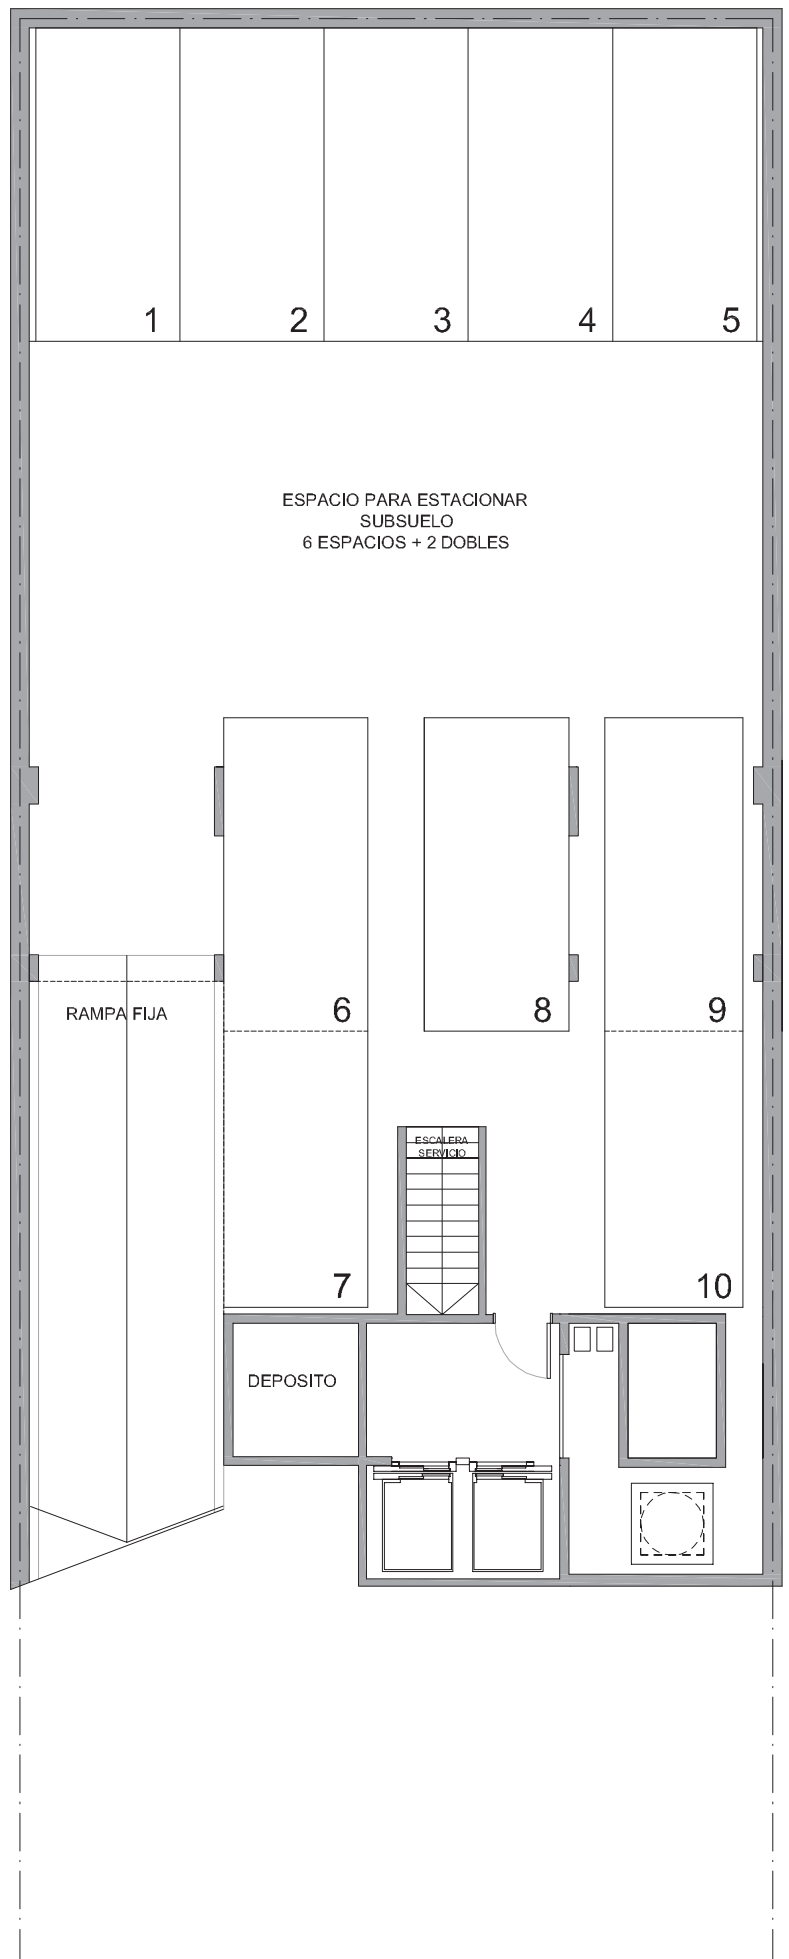 1
2
3
4
5
ESPACIO PARA ESTACIONAR
SUBSUELO
6 ESPACIOS + 2 DOBLES
RAMPA FIJA
6
8
9
ESCALERA
SERVICIO
7
10
DEPOSITO